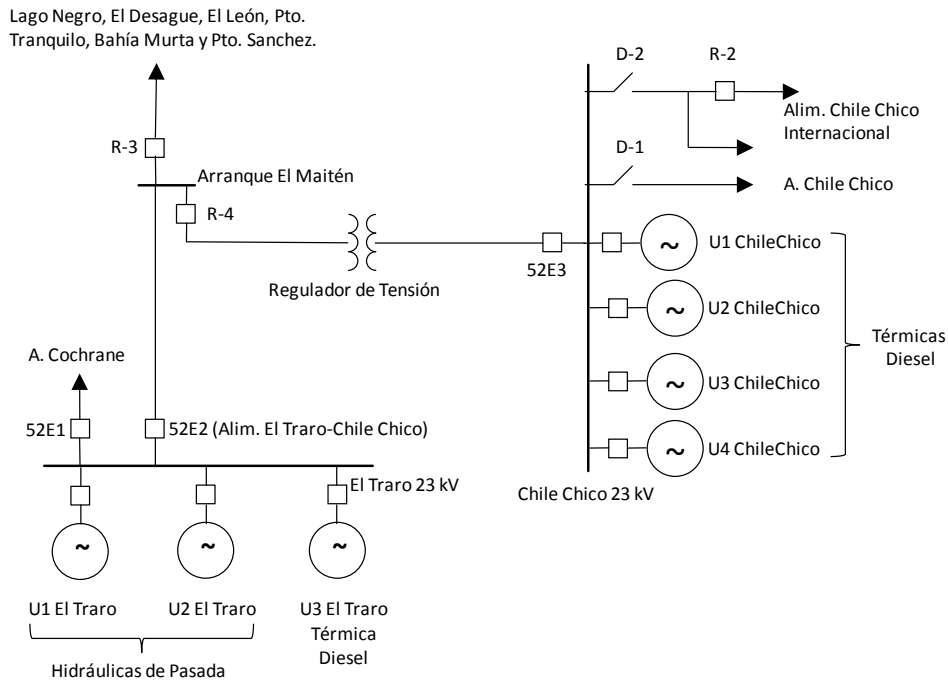 Lago Negro, El Desague, El León, Pto.
Tranquilo, Bahía Murta y Pto. Sanchez.
D-2
R-2
Alim. Chile Chico
Internacional
R-3
D-1
Arranque El Maitén
A. Chile Chico
R-4
U1 ChileChico
52E3
Regulador de Tensión
U2 ChileChico
Térmicas
Diesel
A. Cochrane
U3 ChileChico
52E1
52E2 (Alim. El Traro-Chile Chico)
U4 ChileChico
El Traro 23 kV
Chile Chico 23 kV
U1 El Traro
U2 El Traro
U3 El Traro
Térmica
Diesel
Hidráulicas de Pasada